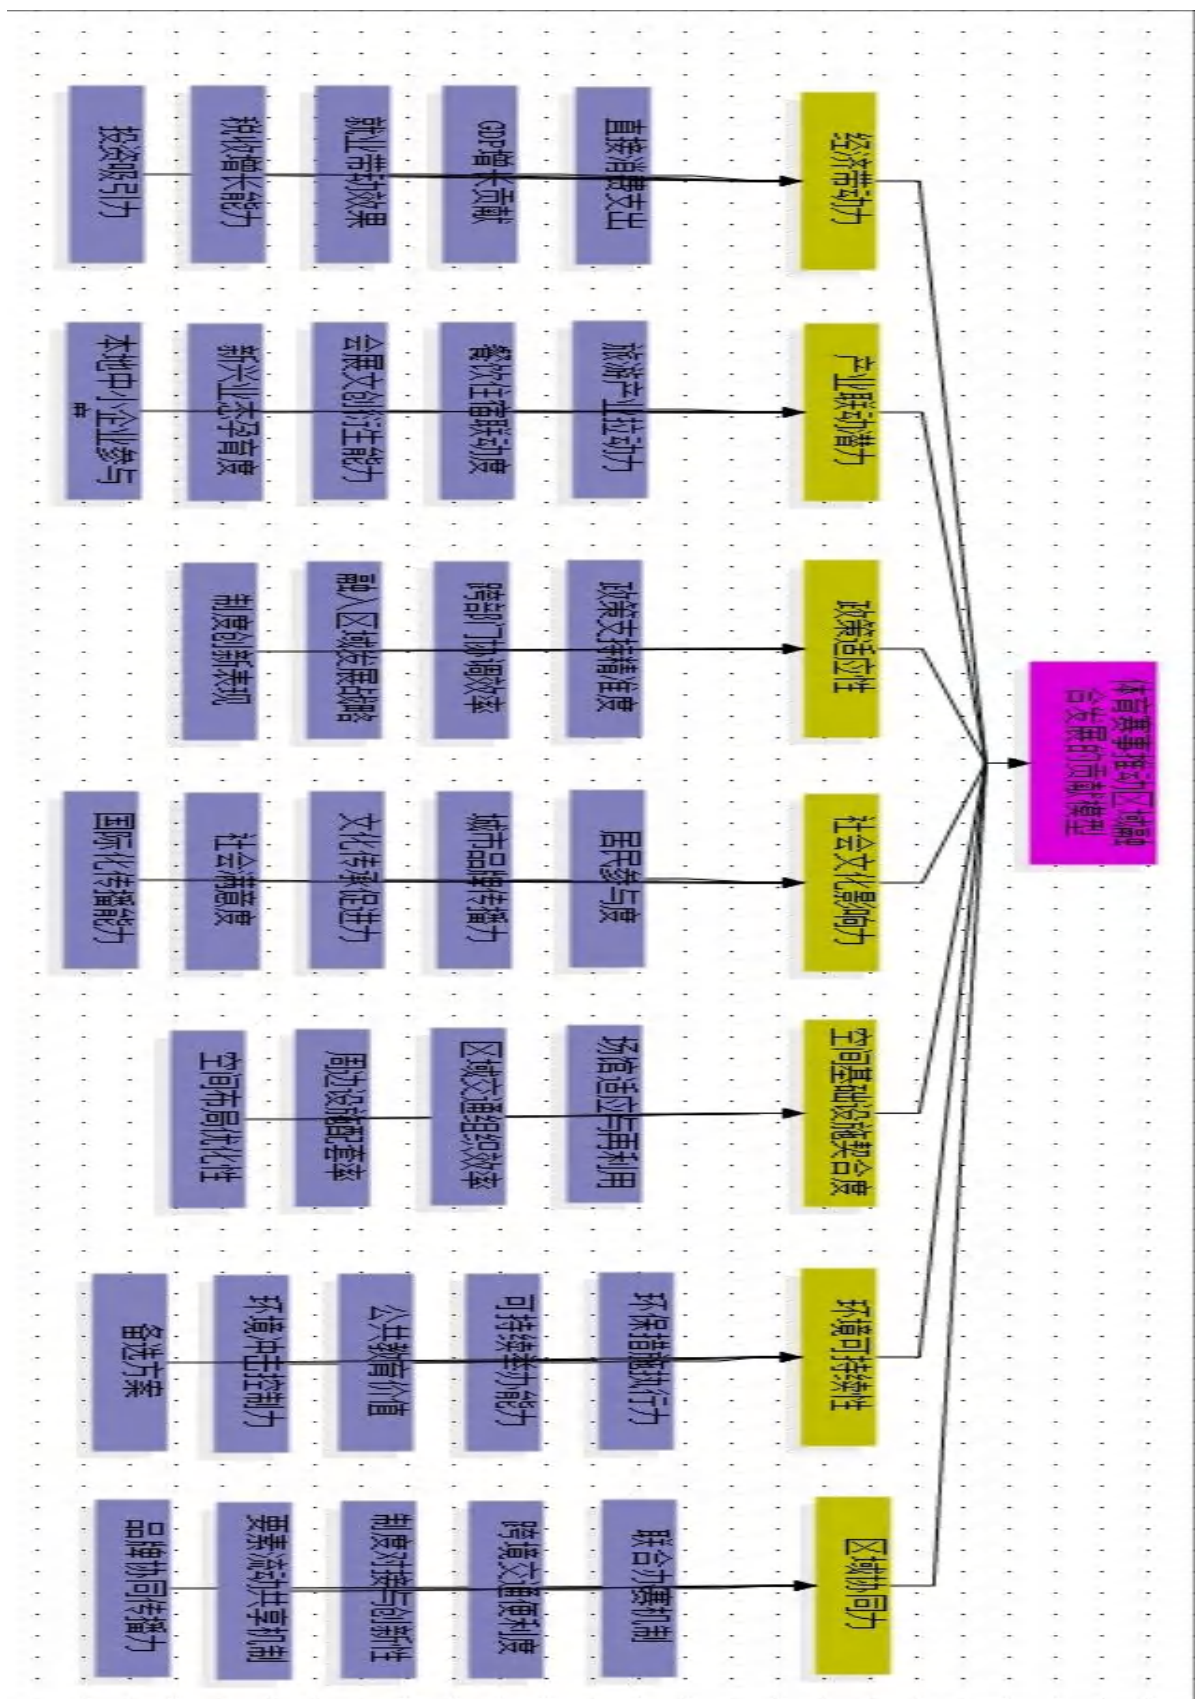 体育赛事推动区域融
合发展的贡献模型
经济带动力
直接消费支出
GDP增长贡献
就业带动效果
税收增长能力
投资吸引力
产业联动潜力
旅游产业拉动力
餐饮住宿联动度
会展文创衍生能力
新兴业态孕育度
本地中小企业参与
政策适应性
政策支持精准度
跨部门协调效率
融入区域发展战略
制度创新表现
社会文化影响力
居民参与度
城市品牌传播力
文化传承促进力
社会满意度
国际化传播能力
空间基础设施契合度
场馆适应与再利用
区域交通组织效率
周边设施配套率
空间布局优化性
环境可持续性
环保措施执行力
可持续举办能力
公共教育价值
环境冲击控制力
备选方案
区域协同力
联合办赛机制
跨境交通便利度
制度对接与创新性
要素流动共享机制
品牌协同传播力